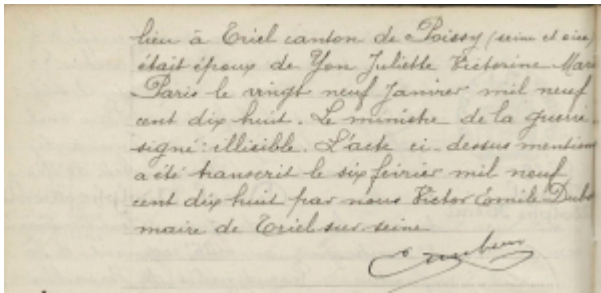 lieu à Triel canton de Poissy (seine et oise)
était époux de Yon Juliette Victorine Mar
Paris le vingt neuf Janvier mil neuf
cent dix huit. Le ministre de la guerre
signé: illisible. L'acte ci-dessus mention
a été transcrit le six février mil neuf
cent dix huit par nous Victor Emile Dub
maire de Triel sur seine